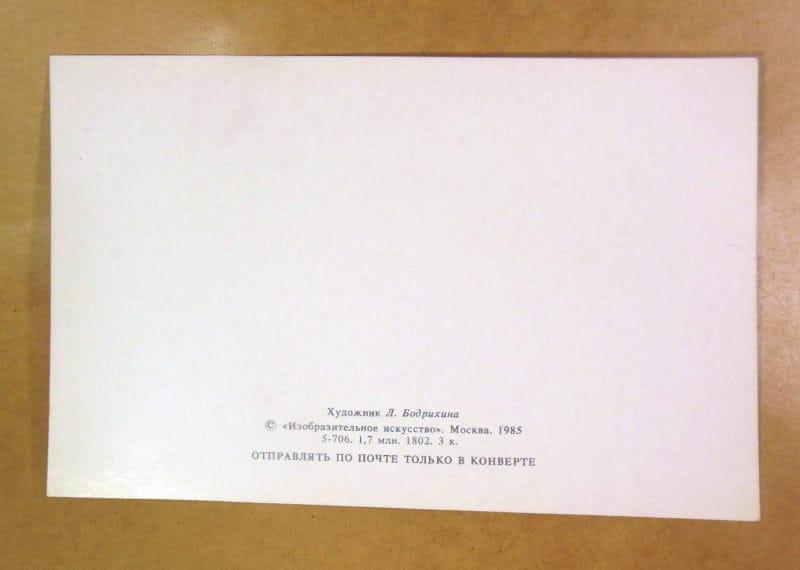 Художник Л. Бодрихина
© «Изобразительное искусство». Москва. 1985
5-706. 1,7 млн. 1802. 3 к.
ОТПРАВЛЯТЬ ПО ПОЧТЕ ТОЛЬКО В КОНВЕРТЕ